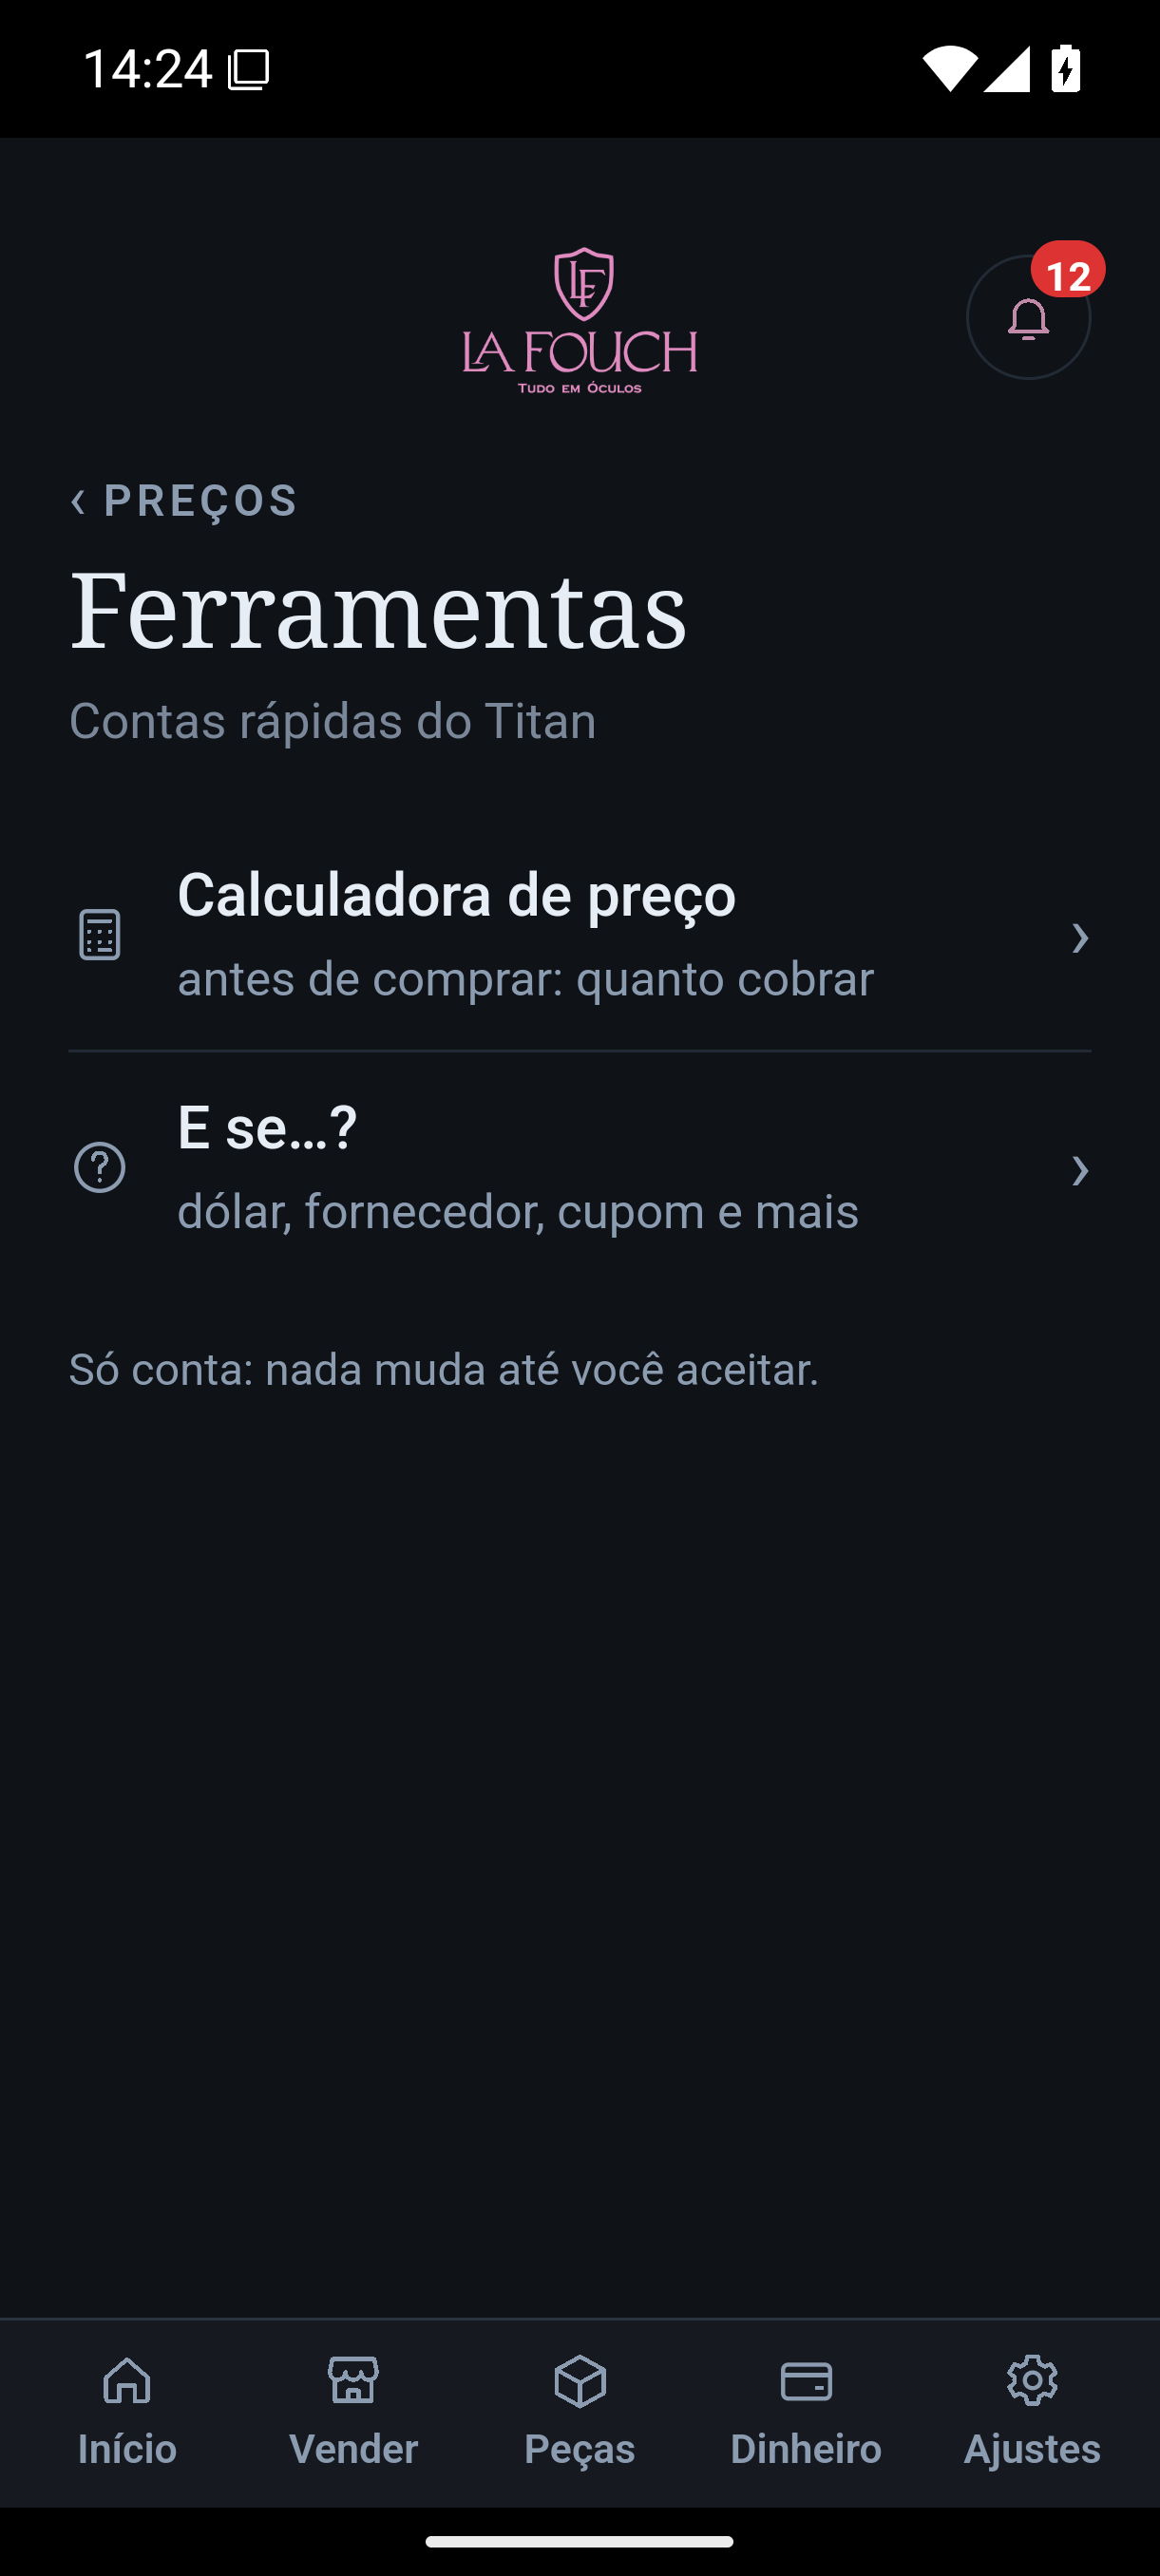 14:24
12
LF
LA FOUCH
TUDO EM ÓCULOS
‹ PREÇOS
Ferramentas
Contas rápidas do Titan
Calculadora de preço
antes de comprar: quanto cobrar
E se…?
dólar, fornecedor, cupom e mais
Só conta: nada muda até você aceitar.
Início
Vender
Peças
Dinheiro
Ajustes